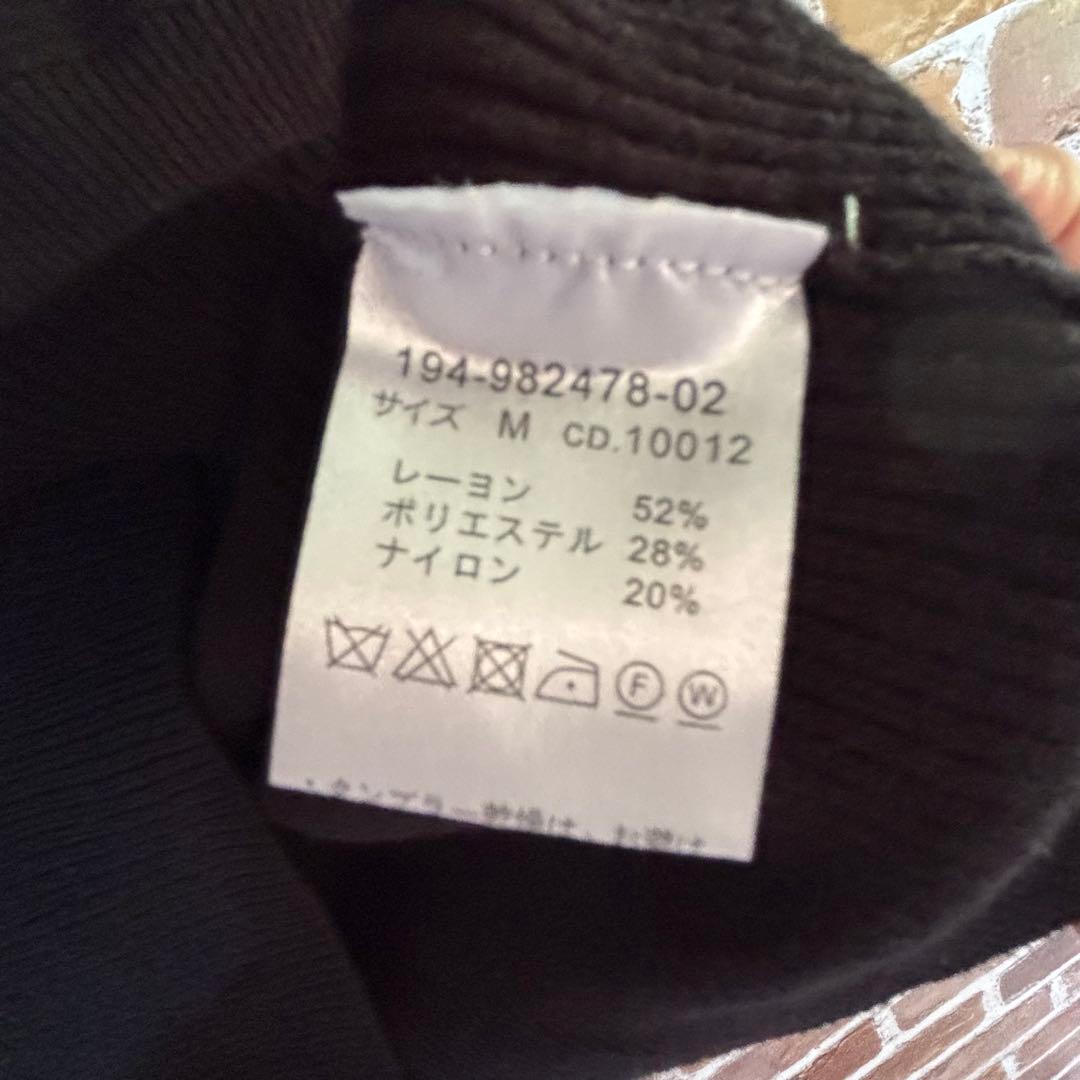 194-982478-02
サイズ M CD.10012
レーヨン 52%
ポリエステル 28%
ナイロン 20%
F W